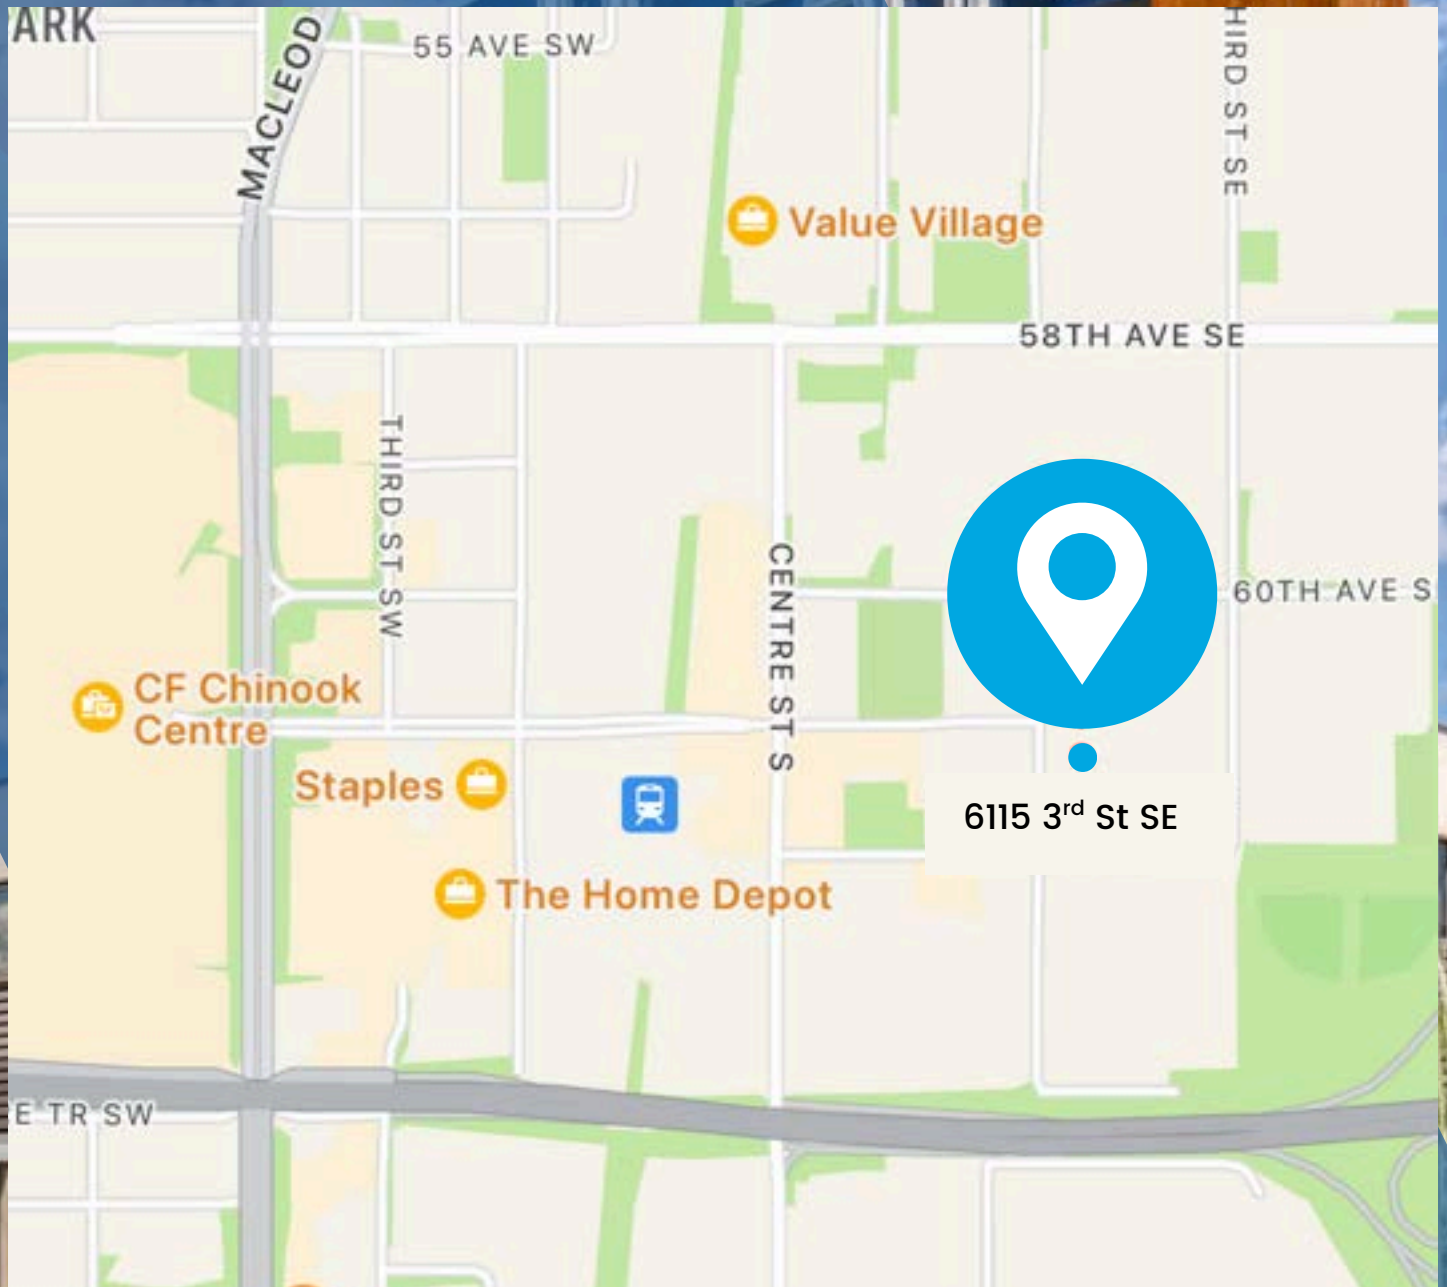 ARK
MACLEOD
55 AVE SW
HIRD ST SE
Value Village
58TH AVE SE
THIRD ST SW
CENTRE ST S
60TH AVE S
CF Chinook
Centre
Staples
6115 3rd St SE
The Home Depot
E TR SW